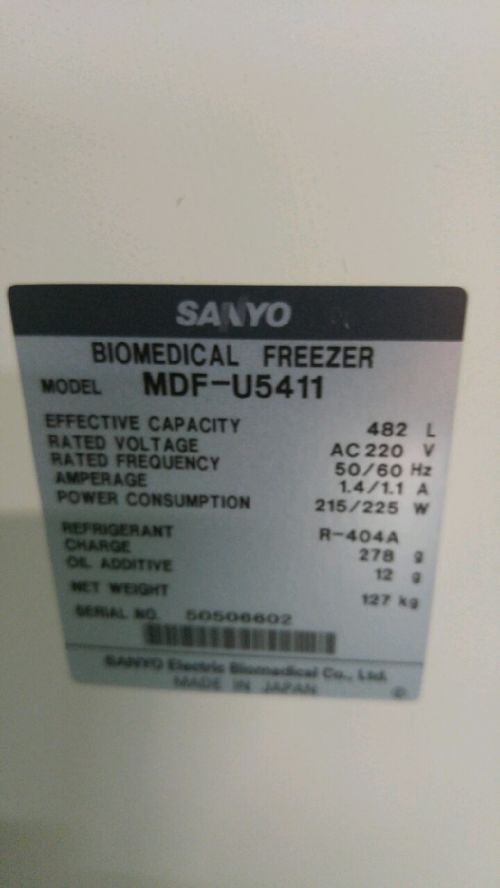 SANYO
BIOMEDICAL FREEZER
MODEL MDF-U5411
EFFECTIVE CAPACITY 482 L
RATED VOLTAGE AC 220 V
RATED FREQUENCY 50/60 Hz
AMPERAGE 1.4/1.1 A
POWER CONSUMPTION 215/225 W
REFRIGERANT R-404A
CHARGE 278 g
OIL ADDITIVE 12 g
NET WEIGHT 127 kg
SERIAL NO. 50506602
SANYO Electric Biomedical Co., Ltd.
MADE IN JAPAN